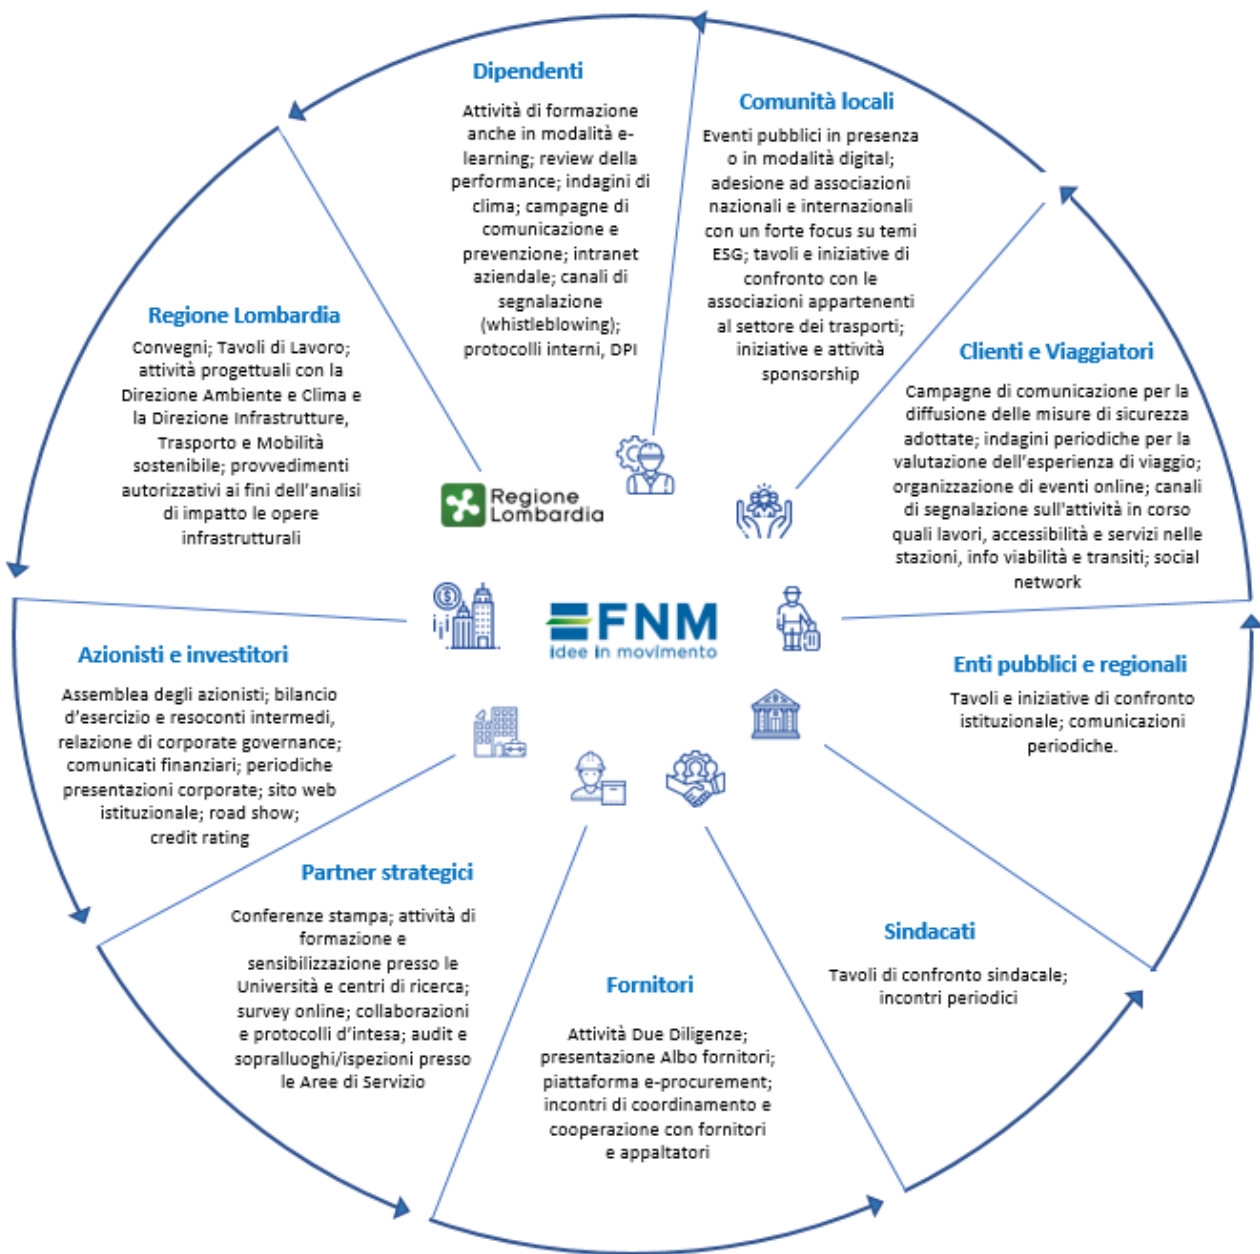 Dipendenti
Attività di formazione
anche in modalità e-
learning; review della
performance; indagini di
clima; campagne di
comunicazione e
prevenzione; intranet
aziendale; canali di
segnalazione
(whistleblowing);
protocolli interni, DPI
Comunità locali
Eventi pubblici in presenza
o in modalità digital;
adesione ad associazioni
nazionali e internazionali
con un forte focus su temi
ESG; tavoli e iniziative di
confronto con le
associazioni appartenenti
al settore dei trasporti;
iniziative e attività
sponsorship
Clienti e Viaggiatori
Campagne di comunicazione per la
diffusione delle misure di sicurezza
adottate; indagini periodiche per la
valutazione dell'esperienza di viaggio;
organizzazione di eventi online; canali
di segnalazione sull'attività in corso
quali lavori, accessibilità e servizi nelle
stazioni, info viabilità e transiti; social
network
Enti pubblici e regionali
Tavoli e iniziative di confronto
istituzionale; comunicazioni
periodiche.
Sindacati
Tavoli di confronto sindacale;
incontri periodici
Fornitori
Attività Due Diligenze;
presentazione Albo fornitori;
piattaforma e-procurement;
incontri di coordinamento e
cooperazione con fornitori
e appaltatori
Partner strategici
Conferenze stampa; attività di
formazione e
sensibilizzazione presso le
Università e centri di ricerca;
survey online; collaborazioni
e protocolli d'intesa; audit e
sopralluoghi/ispezioni presso
le Aree di Servizio
Azionisti e investitori
Assemblea degli azionisti; bilancio
d'esercizio e resoconti intermedi,
relazione di corporate governance;
comunicati finanziari; periodiche
presentazioni corporate; sito web
istituzionale; road show;
credit rating
Regione Lombardia
Convegni; Tavoli di Lavoro;
attività progettuali con la
Direzione Ambiente e Clima e
la Direzione Infrastrutture,
Trasporto e Mobilità
sostenibile; provvedimenti
autorizzativi ai fini dell'analisi
di impatto le opere
infrastrutturali
Regione
Lombardia
FNM
idee in movimento